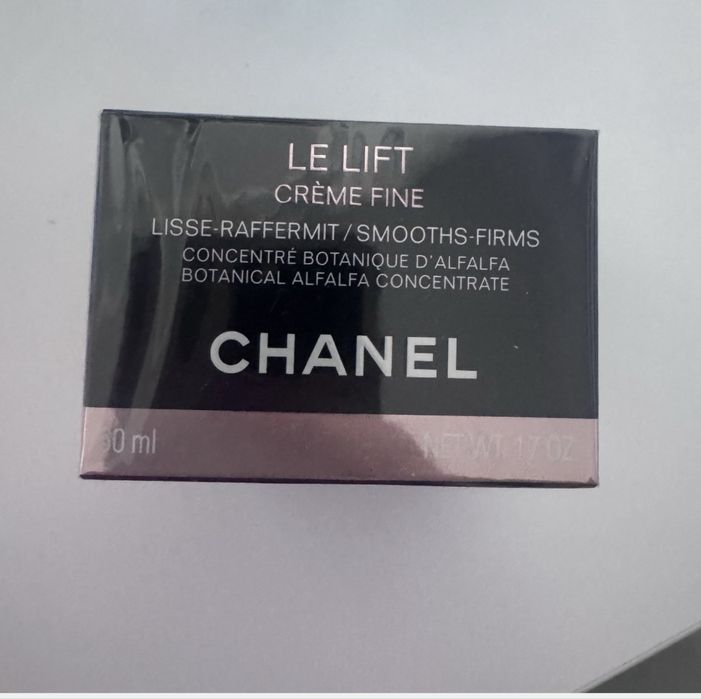 LE LIFT
CRÈME FINE
LISSE-RAFFERMIT / SMOOTHS-FIRMS
CONCENTRÉ BOTANIQUE D'ALFALFA
BOTANICAL ALFALFA CONCENTRATE
CHANEL
50 ml NET WT. 1.7 OZ.